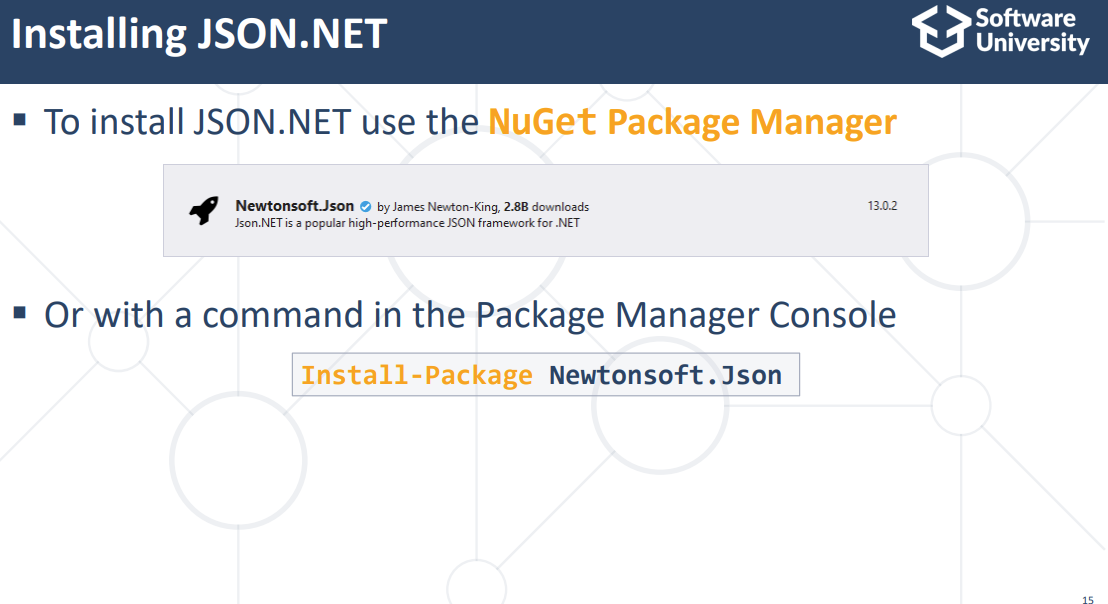 Installing JSON.NET
Software
University
▪ To install JSON.NET use the NuGet Package Manager
Newtonsoft.Json by James Newton-King, 2.8B downloads
13.0.2
Json.NET is a popular high-performance JSON framework for .NET
▪ Or with a command in the Package Manager Console
Install-Package Newtonsoft.Json
15